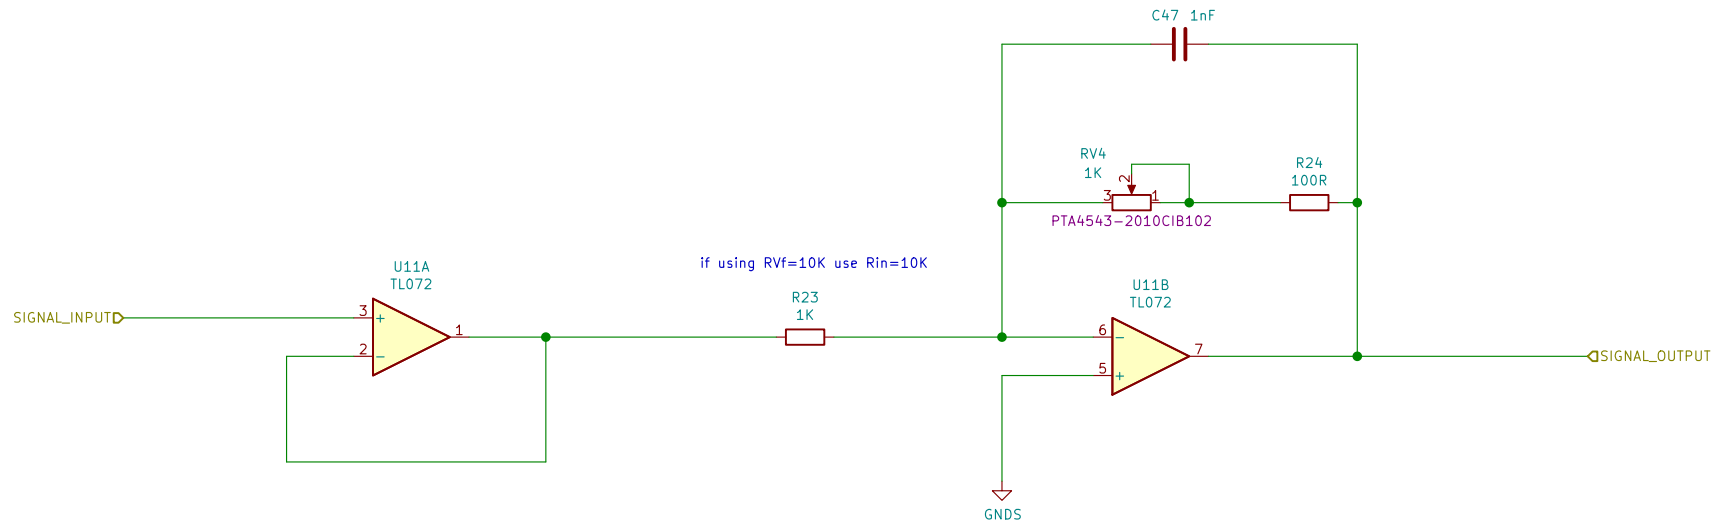 C47 1nF
RV4
1K
2
3
1
PTA4543-2010CIB102
R24
100R
if using RVf=10K use Rin=10K
U11A
TL072
SIGNAL_INPUT
3
+
2
−
1
R23
1K
U11B
TL072
6
−
5
+
7
SIGNAL_OUTPUT
GNDS